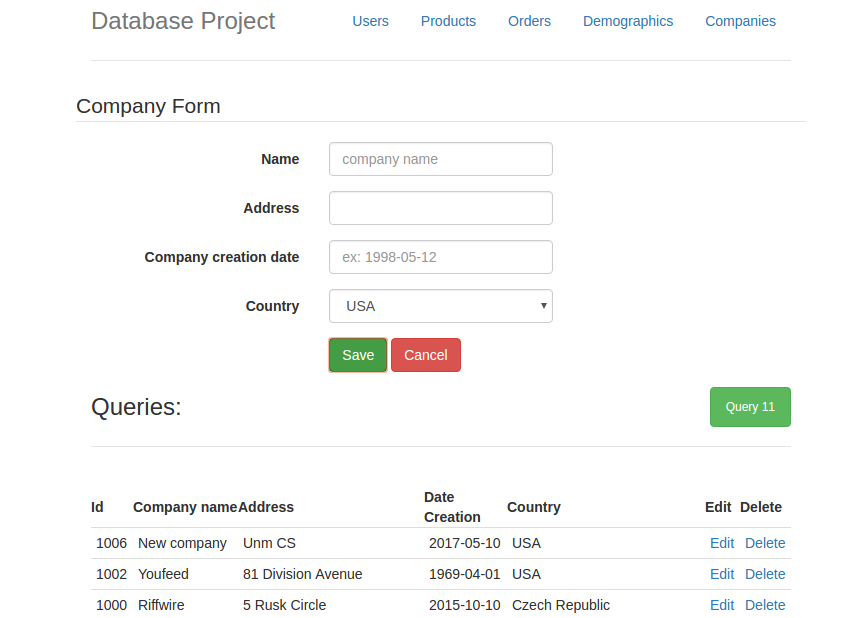 Database Project Users Products Orders Demographics Companies
Company Form
Name company name
Address
Company creation date ex: 1998-05-12
Country USA
Save Cancel
Queries: Query 11
Id Company name Address Date Creation Country Edit Delete
1006 New company Unm CS 2017-05-10 USA Edit Delete
1002 Youfeed 81 Division Avenue 1969-04-01 USA Edit Delete
1000 Riffwire 5 Rusk Circle 2015-10-10 Czech Republic Edit Delete